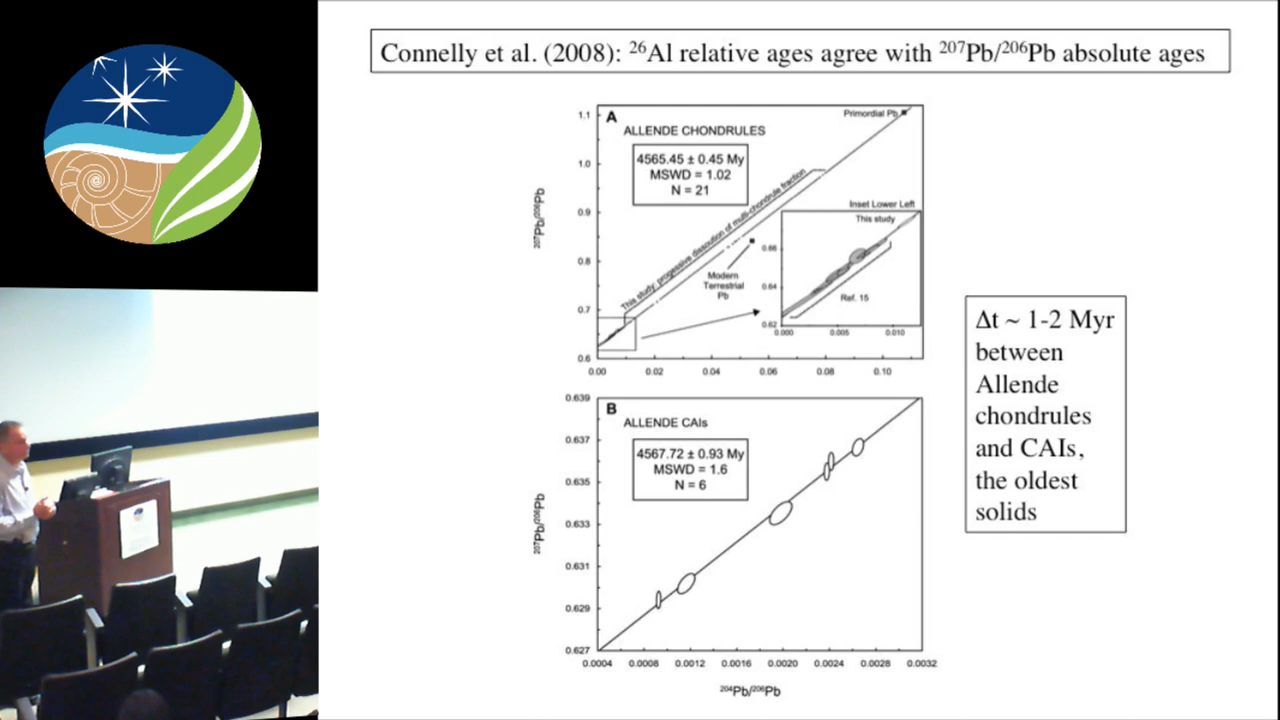 Connelly et al. (2008): ²⁶Al relative ages agree with ²⁰⁷Pb/²⁰⁶Pb absolute ages
A
ALLENDE CHONDRULES
4565.45 ± 0.45 My
MSWD = 1.02
N = 21
Primordial Pb
This study: progressive dissoution of multi-chondrule fraction
Modern
Terrestrial
Pb
Inset Lower Left
This study
0.66
0.64
0.62
Ref. 15
0.000
0.005
0.010
²⁰⁷Pb/²⁰⁶Pb
1.1
1.0
0.9
0.8
0.7
0.6
0.00
0.02
0.04
0.06
0.08
0.10
B
ALLENDE CAIs
4567.72 ± 0.93 My
MSWD = 1.6
N = 6
²⁰⁷Pb/²⁰⁶Pb
0.639
0.637
0.635
0.633
0.631
0.629
0.627
0.0004
0.0008
0.0012
0.0016
0.0020
0.0024
0.0028
0.0032
²⁰⁴Pb/²⁰⁶Pb
Δt ~ 1-2 Myr
between
Allende
chondrules
and CAIs,
the oldest
solids